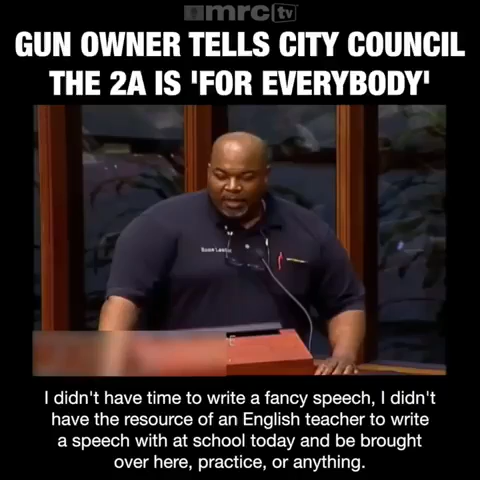 mrc tv
GUN OWNER TELLS CITY COUNCIL
THE 2A IS 'FOR EVERYBODY'
I didn't have time to write a fancy speech, I didn't
have the resource of an English teacher to write
a speech with at school today and be brought
over here, practice, or anything.